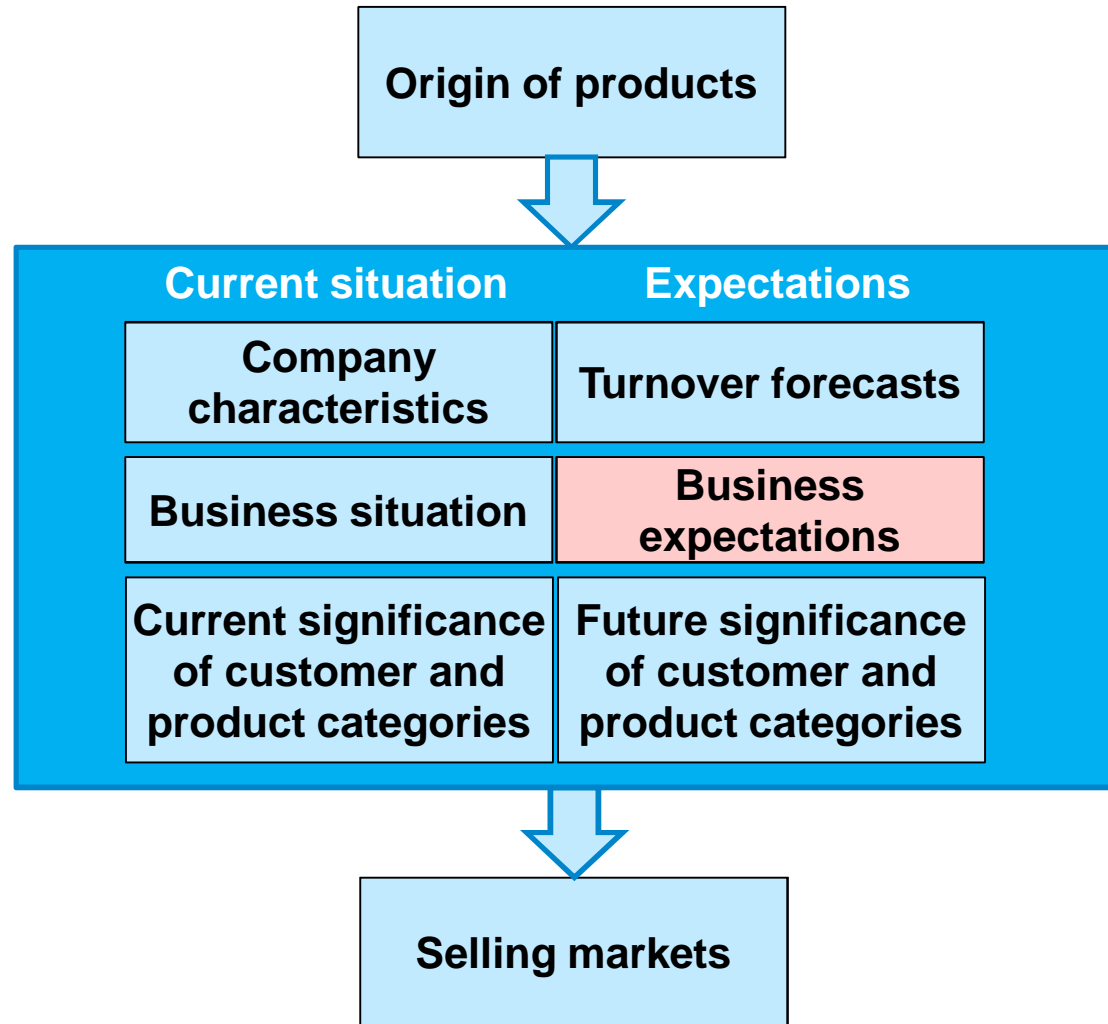 Origin of products
Current situation
Expectations
Company
characteristics
Turnover forecasts
Business situation
Business
expectations
Current significance
of customer and
product categories
Future significance
of customer and
product categories
Selling markets